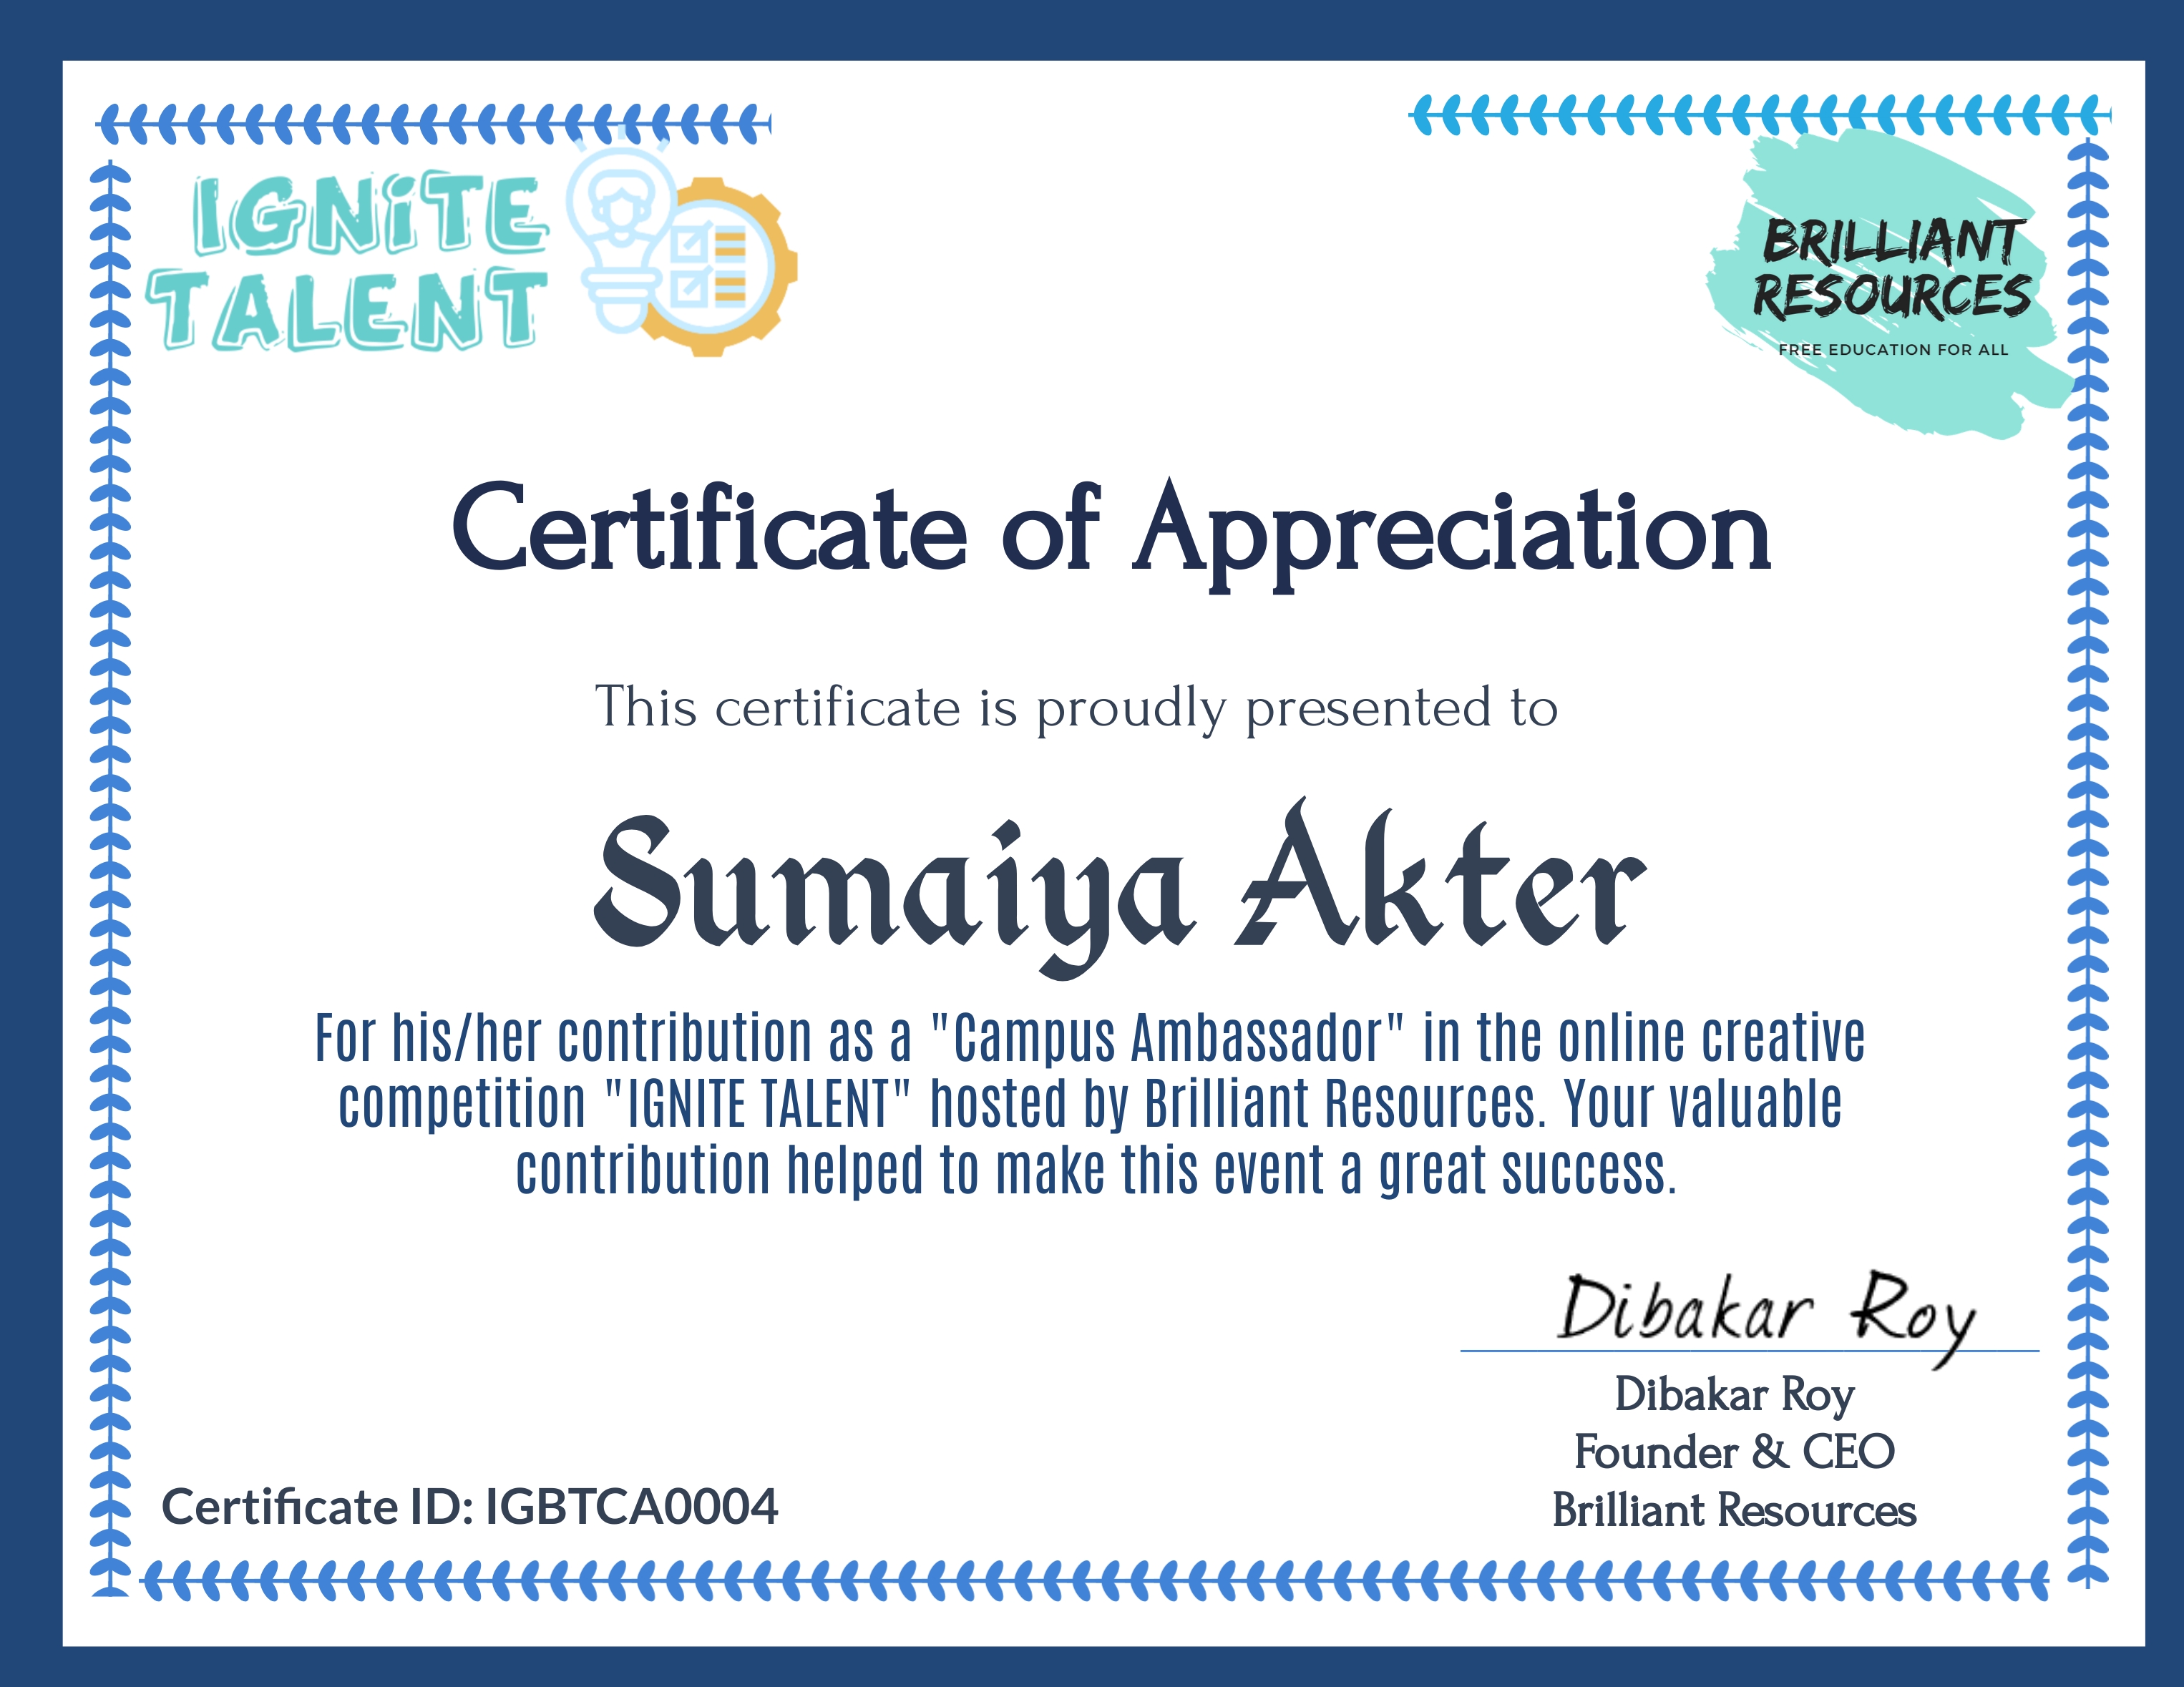 IGNiTE
TALENT
BRILLIANT
RESOURCES
FREE EDUCATION FOR ALL
Certificate of Appreciation
This certificate is proudly presented to
Sumaiya Akter
For his/her contribution as a "Campus Ambassador" in the online creative
competition "IGNITE TALENT" hosted by Brilliant Resources. Your valuable
contribution helped to make this event a great success.
Dibakar Roy
Dibakar Roy
Founder & CEO
Brilliant Resources
Certificate ID: IGBTCA0004